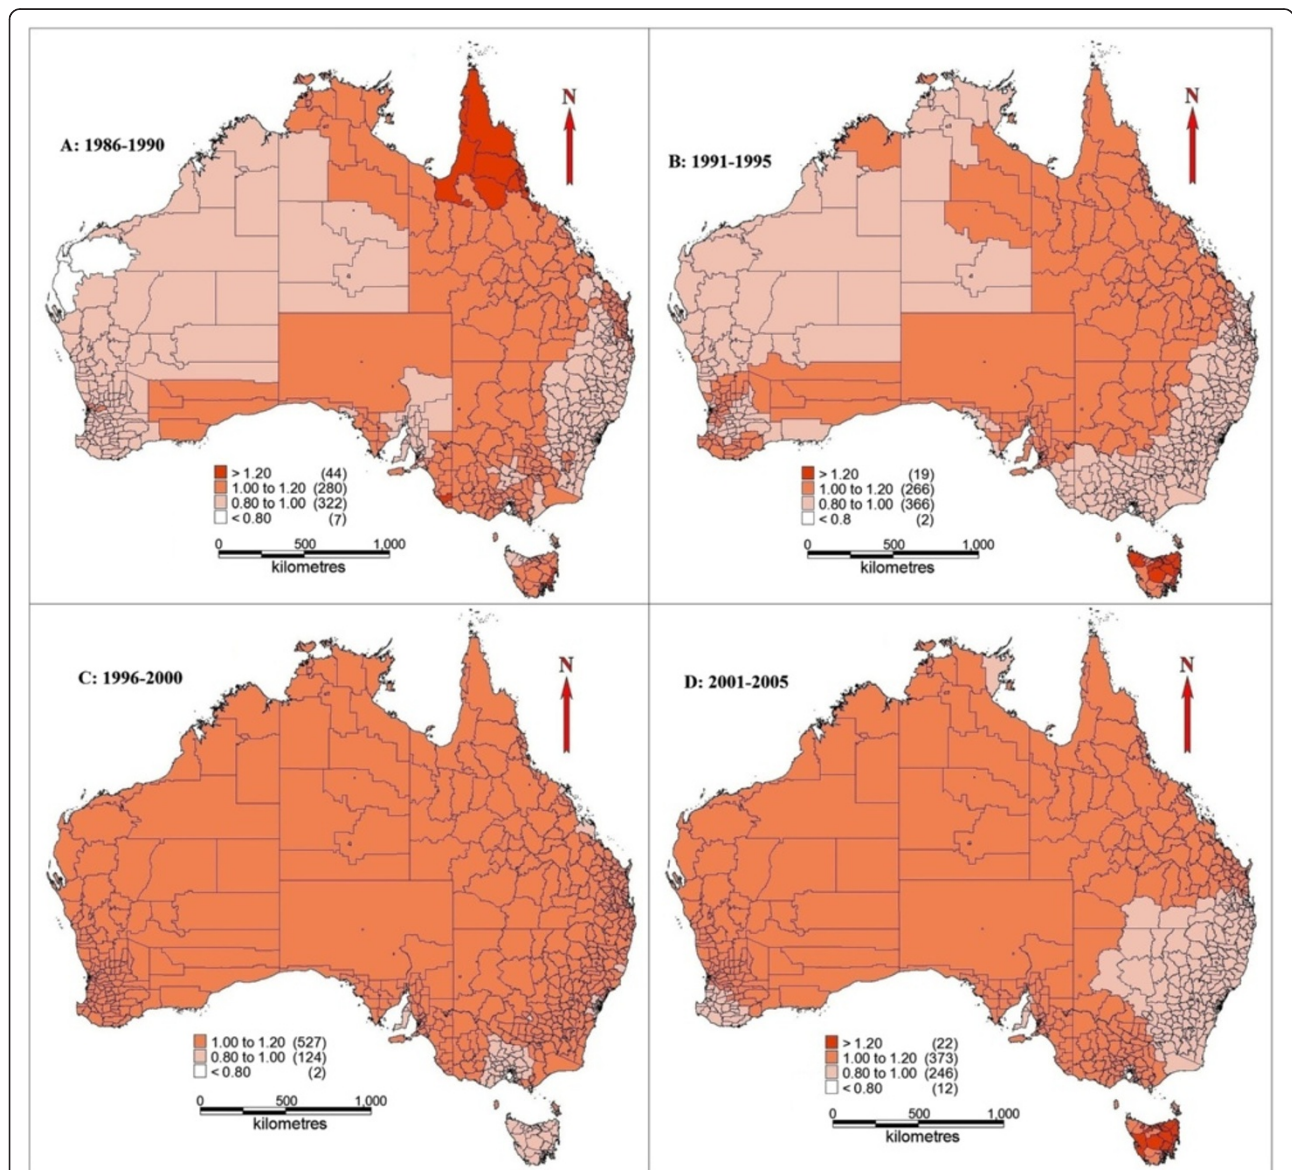 A: 1986-1990
N
> 1.20 (44)
1.00 to 1.20 (280)
0.80 to 1.00 (322)
< 0.80 (7)
0 500 1,000
kilometres
B: 1991-1995
N
> 1.20 (19)
1.00 to 1.20 (266)
0.80 to 1.00 (366)
< 0.8 (2)
0 500 1,000
kilometres
C: 1996-2000
N
1.00 to 1.20 (527)
0.80 to 1.00 (124)
< 0.80 (2)
0 500 1,000
kilometres
D: 2001-2005
N
> 1.20 (22)
1.00 to 1.20 (373)
0.80 to 1.00 (246)
< 0.80 (12)
0 500 1,000
kilometres